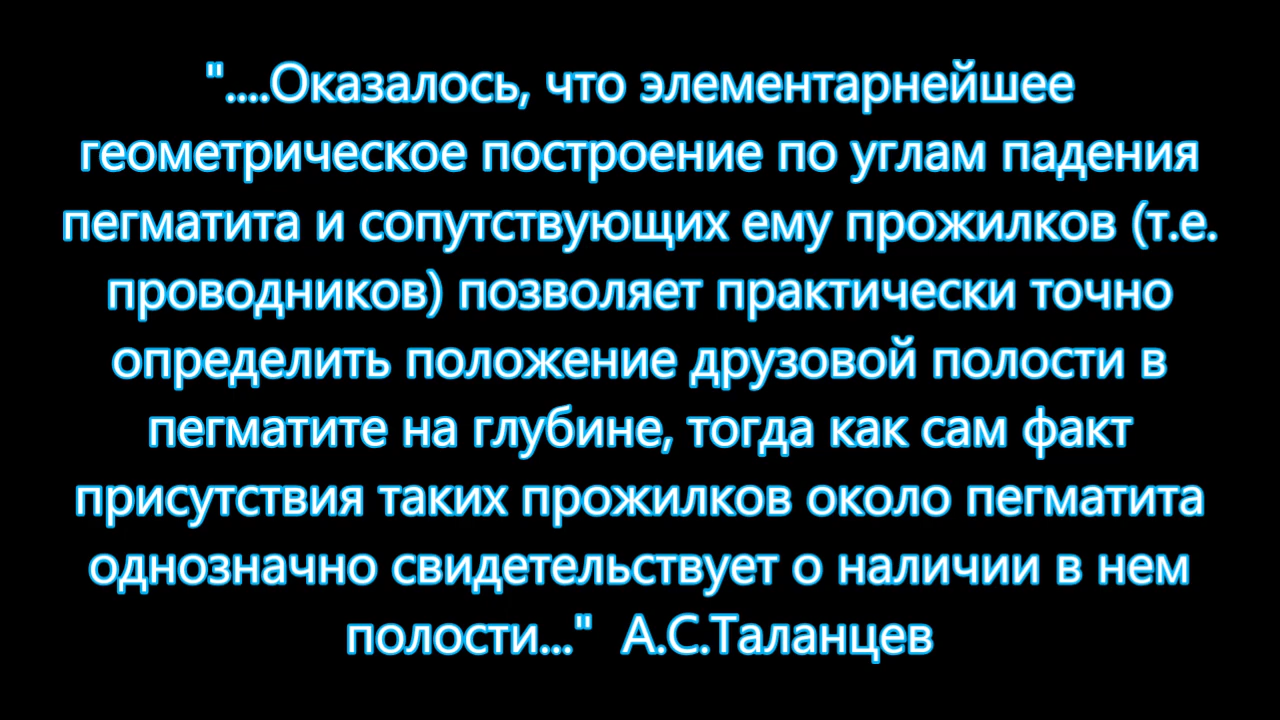 "....Оказалось, что элементарнейшее
геометрическое построение по углам падения
пегматита и сопутствующих ему прожилков (т.е.
проводников) позволяет практически точно
определить положение друзовой полости в
пегматите на глубине, тогда как сам факт
присутствия таких прожилков около пегматита
однозначно свидетельствует о наличии в нем
полости..."  А.С.Таланцев